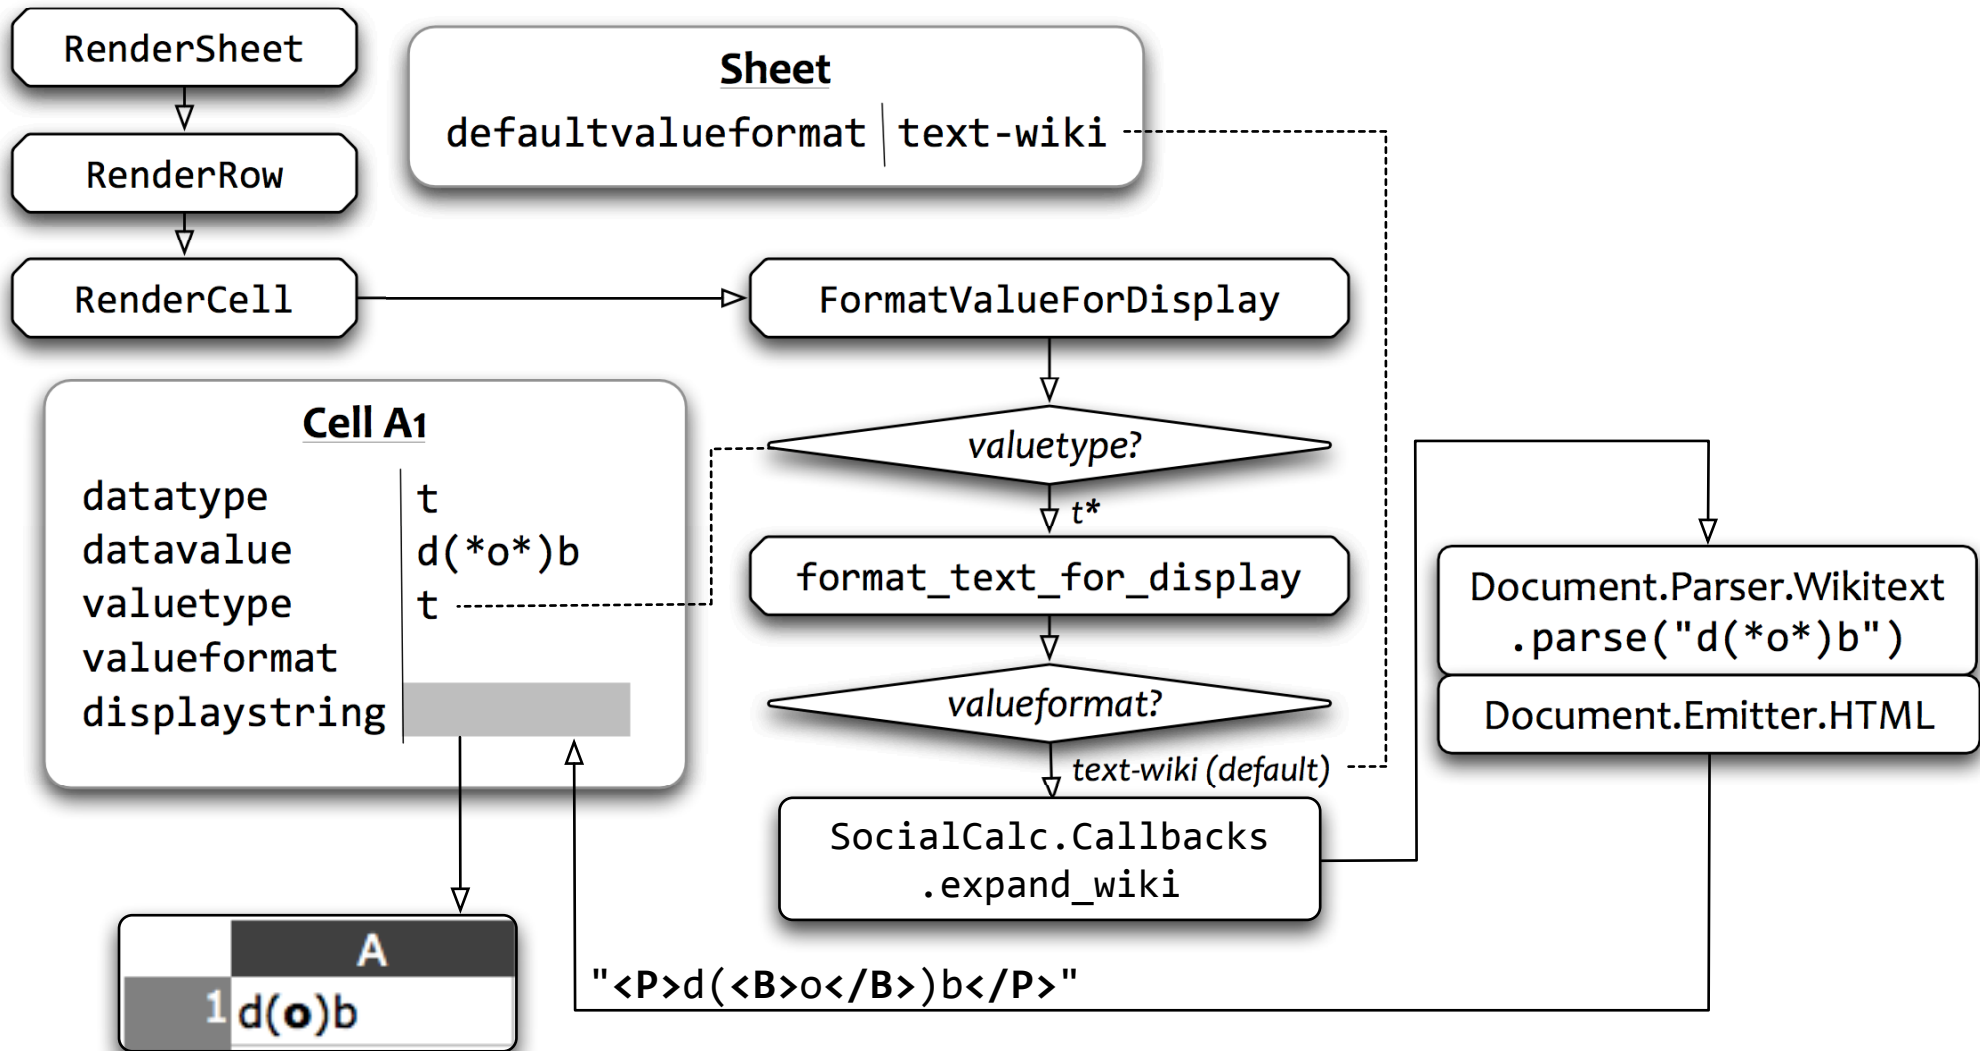 RenderSheet
RenderRow
RenderCell
Sheet
defaultvalueformat text-wiki
FormatValueForDisplay
valuetype?
t*
format_text_for_display
valueformat?
text-wiki (default)
SocialCalc.Callbacks
.expand_wiki
Document.Parser.Wikitext
.parse("d(*o*)b")
Document.Emitter.HTML
"<P>d(<B>o</B>)b</P>"
Cell A1
datatype t
datavalue d(*o*)b
valuetype t
valueformat
displaystring
A
1 d(o)b